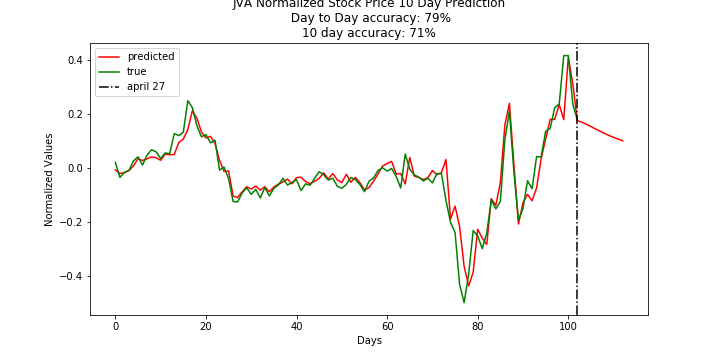 JVA Normalized Stock Price 10 Day Prediction
Day to Day accuracy: 79%
10 day accuracy: 71%
predicted
true
april 27
Normalized Values
0.4
0.2
0.0
−0.2
−0.4
0
20
40
60
80
100
Days